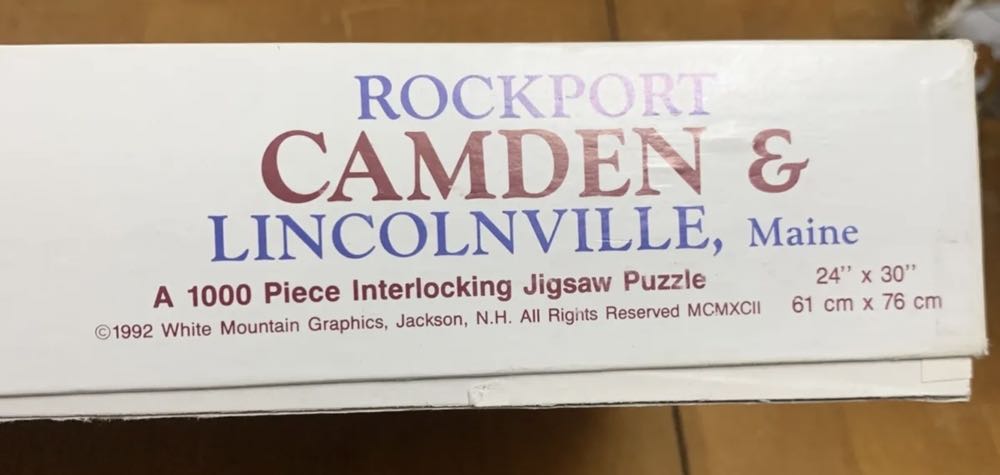 ROCKPORT
CAMDEN &
LINCOLNVILLE, Maine
A 1000 Piece Interlocking Jigsaw Puzzle
©1992 White Mountain Graphics, Jackson, N.H. All Rights Reserved MCMXCII
24'' x 30''
61 cm x 76 cm